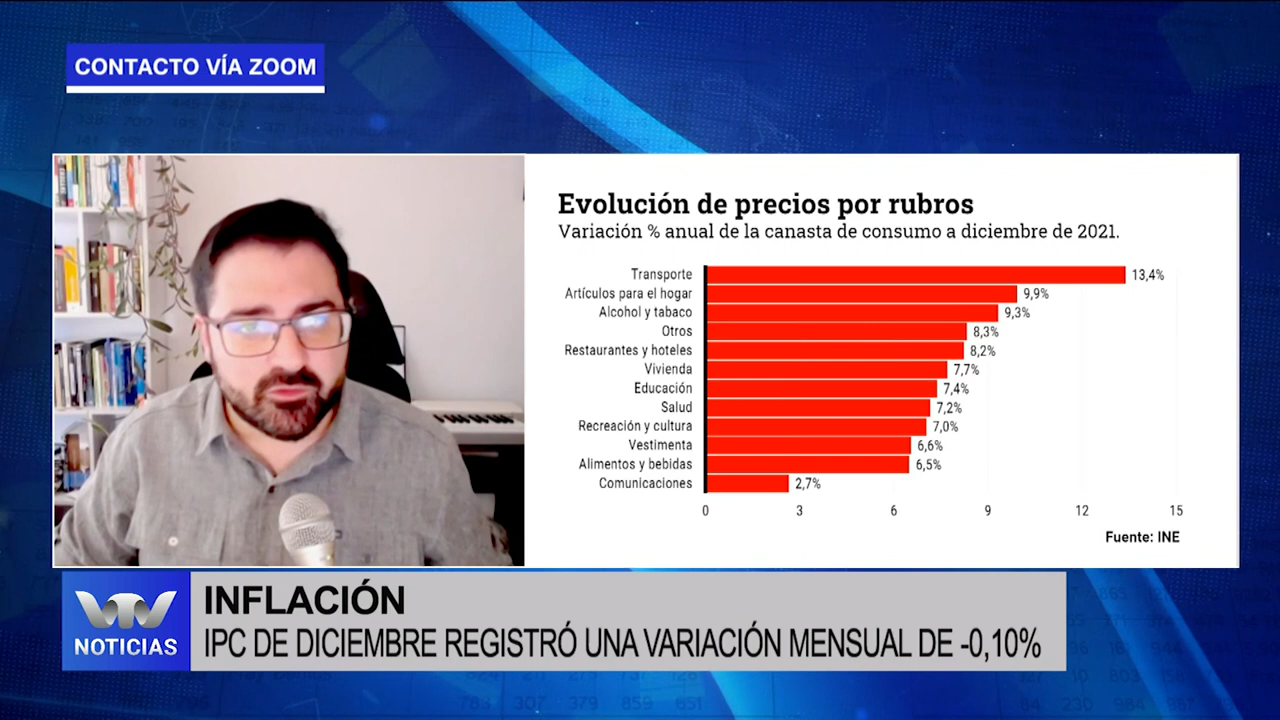 CONTACTO VÍA ZOOM
Evolución de precios por rubros
Variación % anual de la canasta de consumo a diciembre de 2021.
Transporte 13,4%
Artículos para el hogar 9,9%
Alcohol y tabaco 9,3%
Otros 8,3%
Restaurantes y hoteles 8,2%
Vivienda 7,7%
Educación 7,4%
Salud 7,2%
Recreación y cultura 7,0%
Vestimenta 6,6%
Alimentos y bebidas 6,5%
Comunicaciones 2,7%
0 3 6 9 12 15
Fuente: INE
VTV
NOTICIAS
INFLACIÓN
IPC DE DICIEMBRE REGISTRÓ UNA VARIACIÓN MENSUAL DE -0,10%